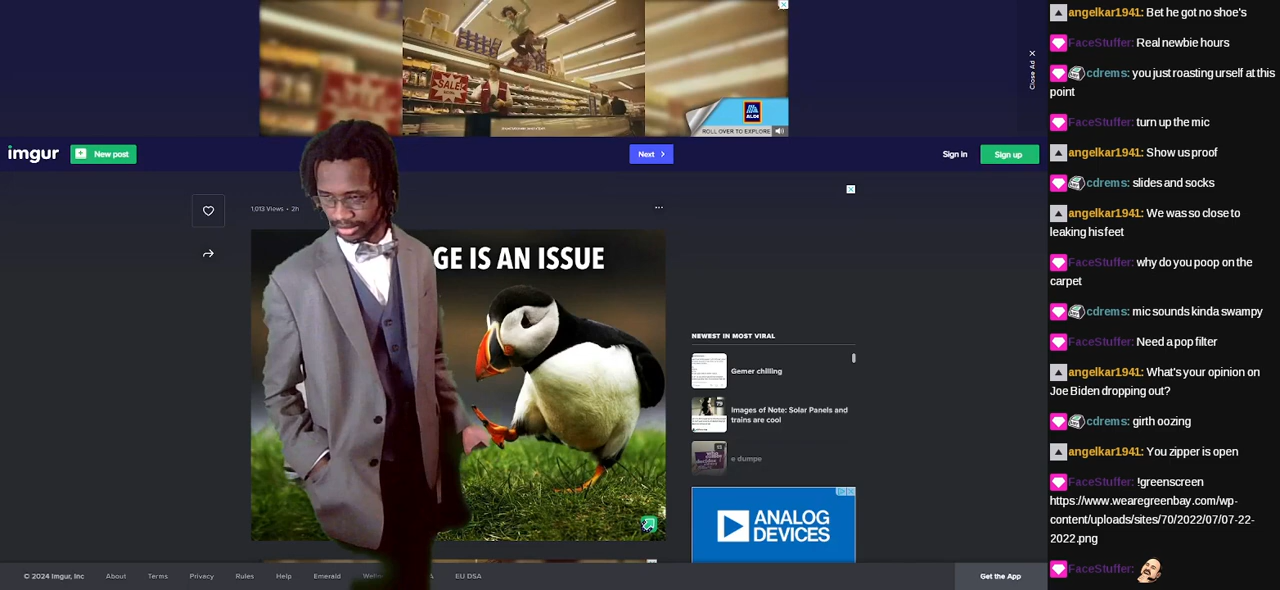 SALE!
ALDI
ROLL OVER TO EXPLORE
Close Ad X
imgur
New post
Next
Sign in
Sign up
1,013 Views • 2h
GE IS AN ISSUE
NEWEST IN MOST VIRAL
Gemer chilling
Images of Note: Solar Panels and
trains are cool
e dumpe
ANALOG
DEVICES
© 2024 Imgur, Inc
About
Terms
Privacy
Rules
Help
Emerald
EU DSA
Get the App
angelkar1941: Bet he got no shoe's
FaceStuffer: Real newbie hours
cdrems: you just roasting urself at this
point
FaceStuffer: turn up the mic
angelkar1941: Show us proof
cdrems: slides and socks
angelkar1941: We was so close to
leaking his feet
FaceStuffer: why do you poop on the
carpet
cdrems: mic sounds kinda swampy
FaceStuffer: Need a pop filter
angelkar1941: What's your opinion on
Joe Biden dropping out?
cdrems: girth oozing
angelkar1941: You zipper is open
FaceStuffer: !greenscreen
https://www.wearegreenbay.com/wp-
content/uploads/sites/70/2022/07/07-22-
2022.png
FaceStuffer: